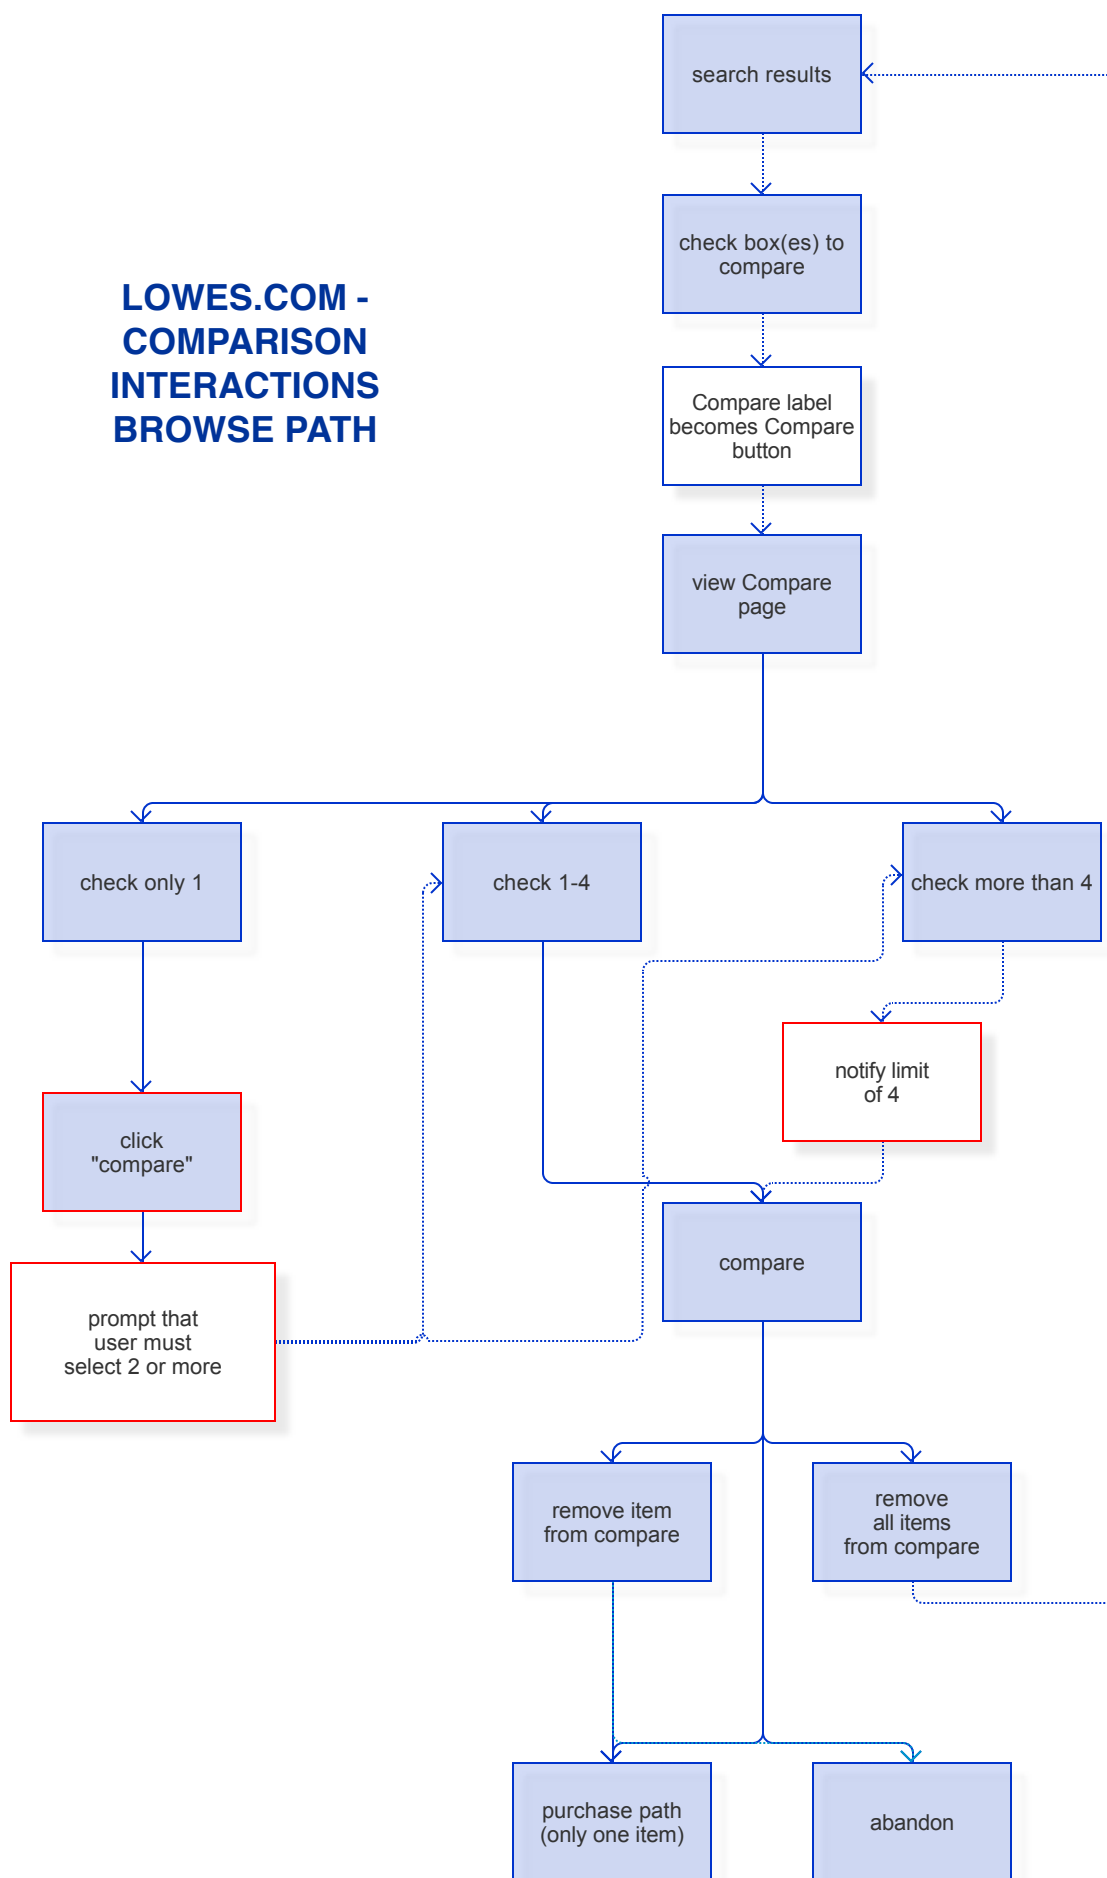 search results
check box(es) to
compare
LOWES.COM -
COMPARISON
INTERACTIONS
BROWSE PATH
Compare label
becomes Compare
button
view Compare
page
check only 1
check 1-4
check more than 4
notify limit
of 4
click
"compare"
compare
prompt that
user must
select 2 or more
remove item
from compare
remove
all items
from compare
purchase path
(only one item)
abandon